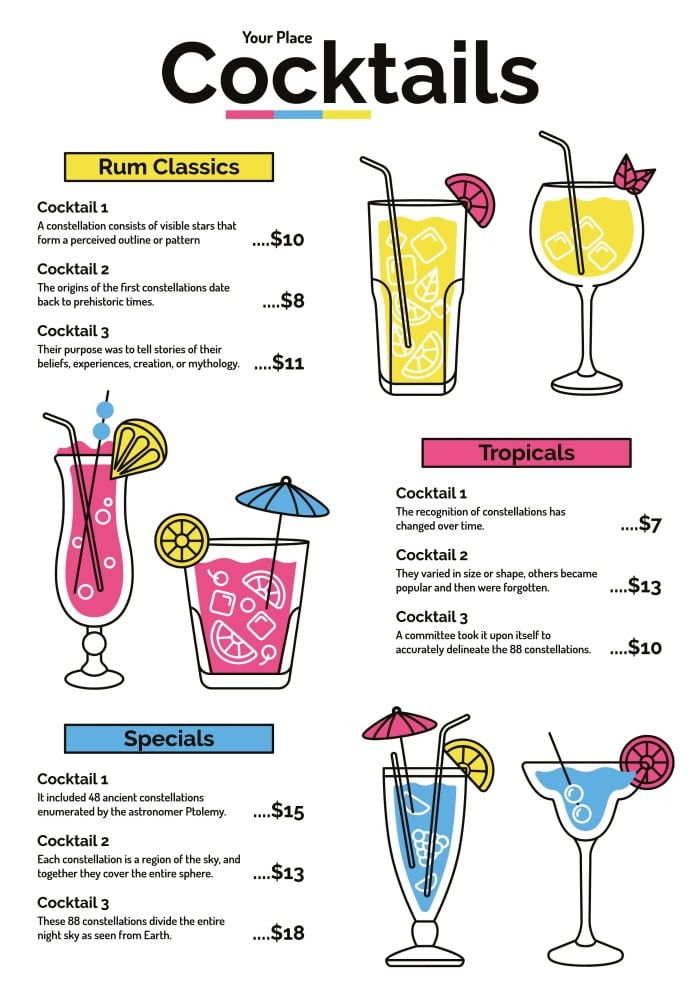 Your Place
Cocktails
Rum Classics
Cocktail 1
A constellation consists of visible stars that
form a perceived outline or pattern ....$10
Cocktail 2
The origins of the first constellations date
back to prehistoric times. ....$8
Cocktail 3
Their purpose was to tell stories of their
beliefs, experiences, creation, or mythology. ....$11
Tropicals
Cocktail 1
The recognition of constellations has
changed over time. ....$7
Cocktail 2
They varied in size or shape, others became
popular and then were forgotten. ....$13
Cocktail 3
A committee took it upon itself to
accurately delineate the 88 constellations. ....$10
Specials
Cocktail 1
It included 48 ancient constellations
enumerated by the astronomer Ptolemy. ....$15
Cocktail 2
Each constellation is a region of the sky, and
together they cover the entire sphere. ....$13
Cocktail 3
These 88 constellations divide the entire
night sky as seen from Earth. ....$18